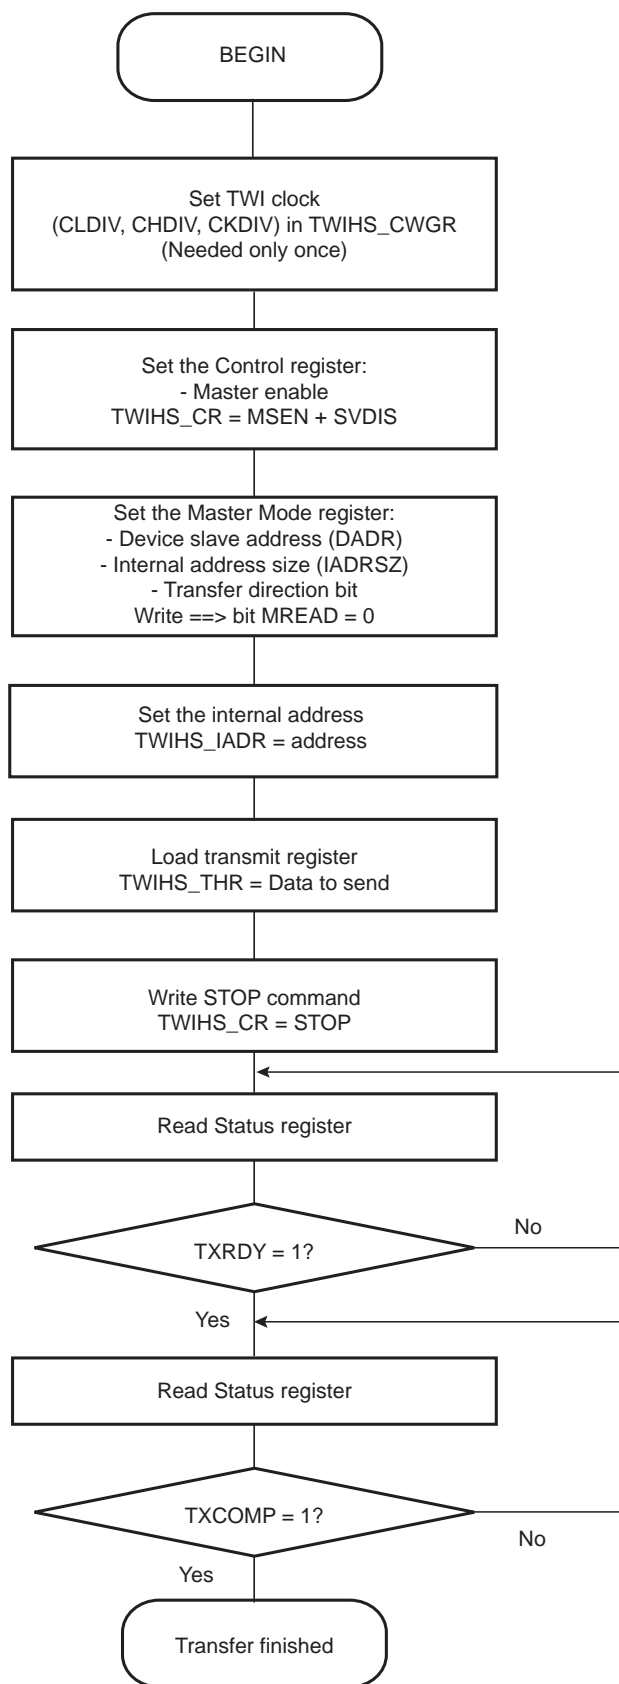 BEGIN
Set TWI clock
(CLDIV, CHDIV, CKDIV) in TWIHS_CWGR
(Needed only once)
Set the Control register:
- Master enable
TWIHS_CR = MSEN + SVDIS
Set the Master Mode register:
- Device slave address (DADR)
- Internal address size (IADRSZ)
- Transfer direction bit
Write ==> bit MREAD = 0
Set the internal address
TWIHS_IADR = address
Load transmit register
TWIHS_THR = Data to send
Write STOP command
TWIHS_CR = STOP
Read Status register
TXRDY = 1?
No
Yes
Read Status register
TXCOMP = 1?
No
Yes
Transfer finished